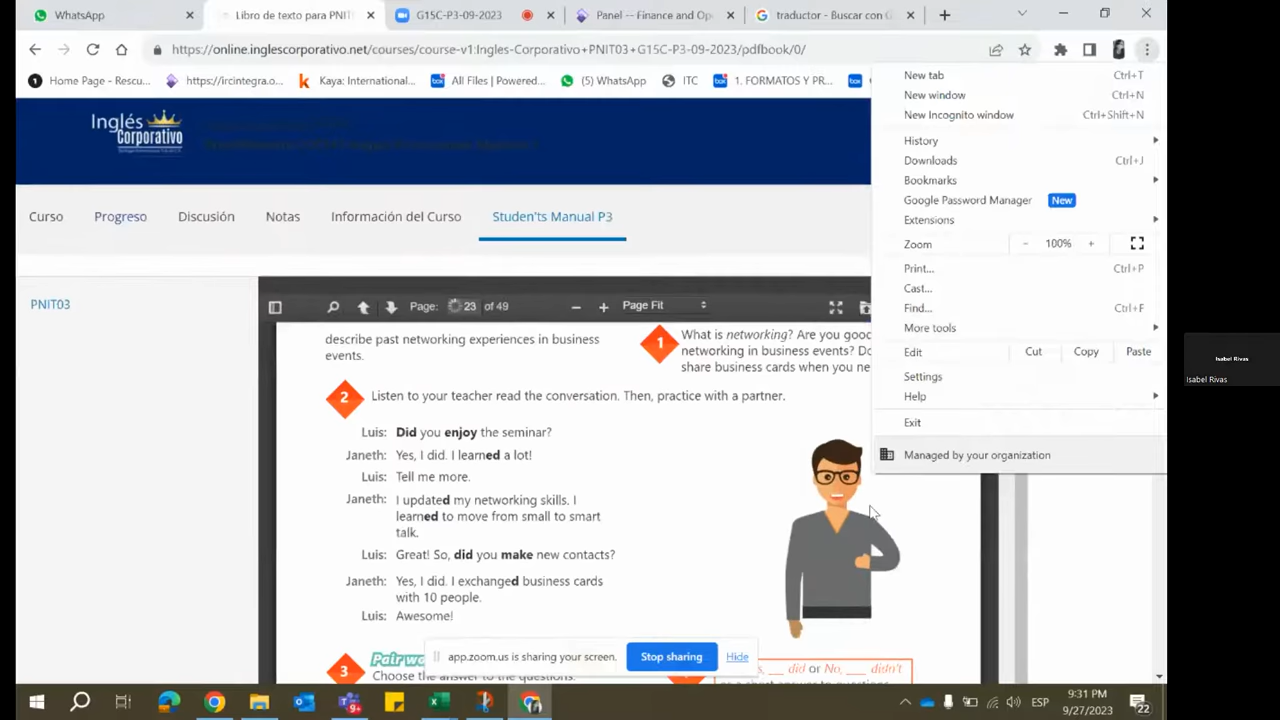 WhatsApp
Libro de texto para PNIT
G15C-P3-09-2023
Panel -- Finance and Op
traductor - Buscar con G
https://online.inglescorporativo.net/courses/course-v1:Ingles-Corporativo+PNIT03+G15C-P3-09-2023/pdfbook/0/
Home Page - Rescu...
https://ircintegra.o...
Kaya: International...
All Files | Powered...
(5) WhatsApp
ITC
1. FORMATOS Y PR...
New tab Ctrl+T
New window Ctrl+N
New Incognito window Ctrl+Shift+N
History
Downloads Ctrl+J
Bookmarks
Google Password Manager New
Extensions
Zoom - 100% +
Print... Ctrl+P
Cast...
Find... Ctrl+F
More tools
Edit Cut Copy Paste
Settings
Help
Exit
Managed by your organization
Inglés
Corporativo
Curso
Progreso
Discusión
Notas
Información del Curso
Studen'ts Manual P3
PNIT03
Page: 23 of 49
Page Fit
describe past networking experiences in business
events.
1
What is networking? Are you good
networking in business events? Do
share business cards when you ne
2
Listen to your teacher read the conversation. Then, practice with a partner.
Luis: Did you enjoy the seminar?
Janeth: Yes, I did. I learned a lot!
Luis: Tell me more.
Janeth: I updated my networking skills, I
learned to move from small to smart
talk.
Luis: Great! So, did you make new contacts?
Janeth: Yes, I did. I exchanged business cards
with 10 people.
Luis: Awesome!
3
Pair wo
Choose the answer to the questions.
did or No, ___ didn't
app.zoom.us is sharing your screen.
Stop sharing
Hide
Isabel Rivas
Isabel Rivas
ESP
9:31 PM
9/27/2023
22